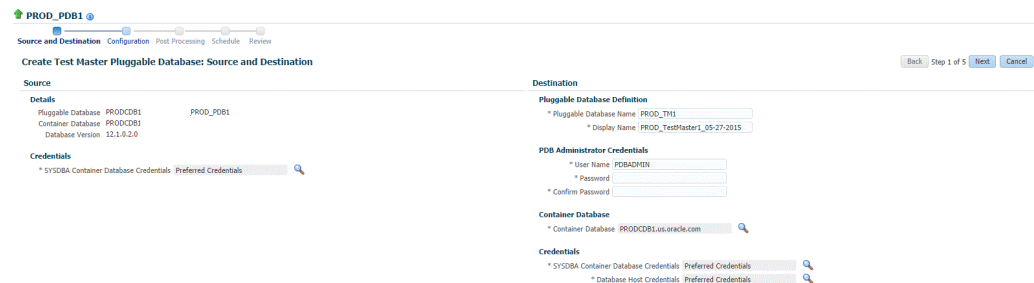 PROD_PDB1
Source and Destination Configuration Post Processing Schedule Review
Create Test Master Pluggable Database: Source and Destination
Back Step 1 of 5 Next Cancel
Source
Details
Pluggable Database PRODCDB1 PROD_PDB1
Container Database PRODCDB1
Database Version 12.1.0.2.0
Credentials
* SYSDBA Container Database Credentials Preferred Credentials
Destination
Pluggable Database Definition
* Pluggable Database Name PROD_TM1
* Display Name PROD_TestMaster1_05-27-2015
PDB Administrator Credentials
* User Name PDBADMIN
* Password
* Confirm Password
Container Database
* Container Database PRODCDB1.us.oracle.com
Credentials
* SYSDBA Container Database Credentials Preferred Credentials
* Database Host Credentials Preferred Credentials